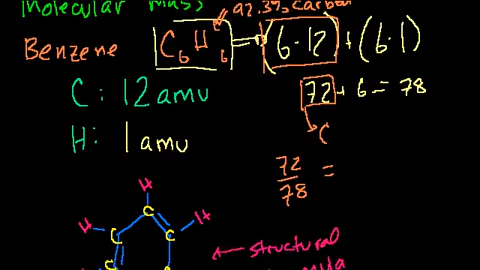 Molecular Mass 92.3% carbon
Benzene C6H6 = (6·12) + (6·1)
C: 12 amu 72 + 6 = 78
H: 1 amu C
72/78 =
H
H C H
C C
C
structural